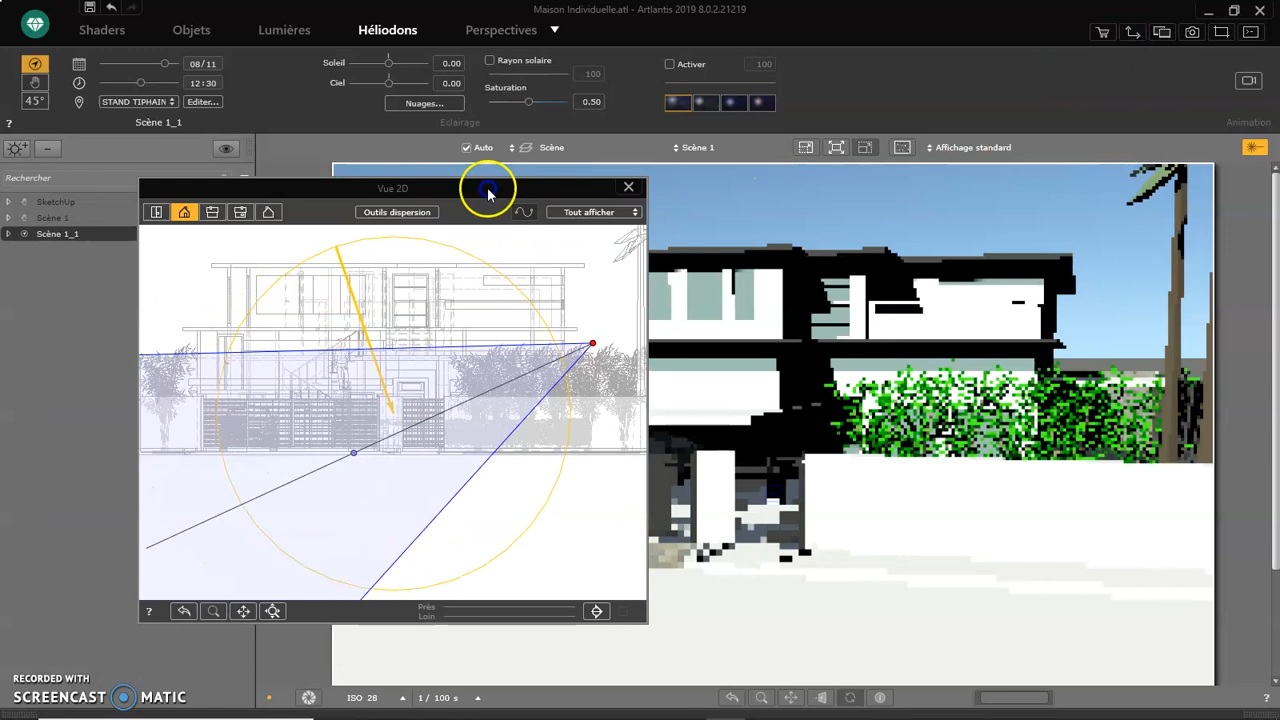 Maison Individuelle.atl - Artlantis 2019 8.0.2.21219
Shaders Objets Lumières Héliodons Perspectives
08/11 Soleil 0.00 Rayon solaire Activer 100
12:30 Ciel 0.00 100
45° STAND TIPHAIN Editer... Nuages... Saturation 0.50
? Scène 1_1 Eclairage Animation
Auto Scène Scène 1 Affichage standard
Rechercher
SketchUp
Scène 1
Scène 1_1
Vue 2D
Outils dispersion Tout afficher
? Près
Loin
RECORDED WITH
SCREENCAST MATIC
ISO 28 1 / 100 s ?